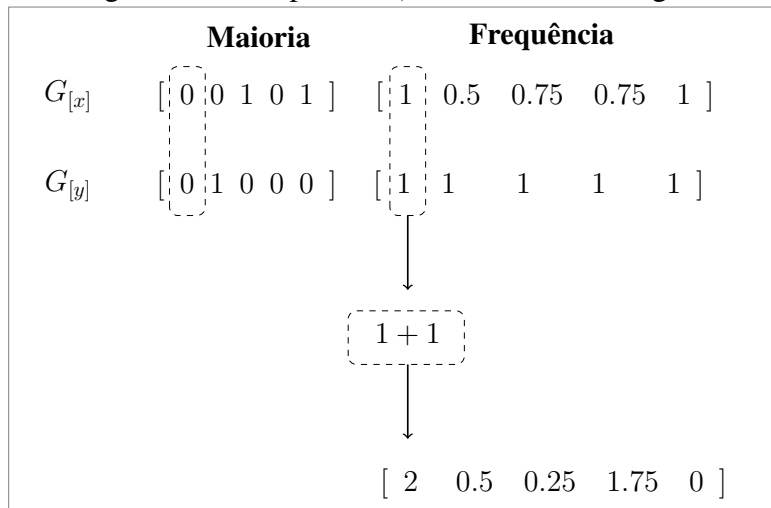 Maioria Frequência
G[x] [ 0 0 1 0 1 ] [ 1 0.5 0.75 0.75 1 ]
G[y] [ 0 1 0 0 0 ] [ 1 1 1 1 1 ]
1 + 1
[ 2 0.5 0.25 1.75 0 ]